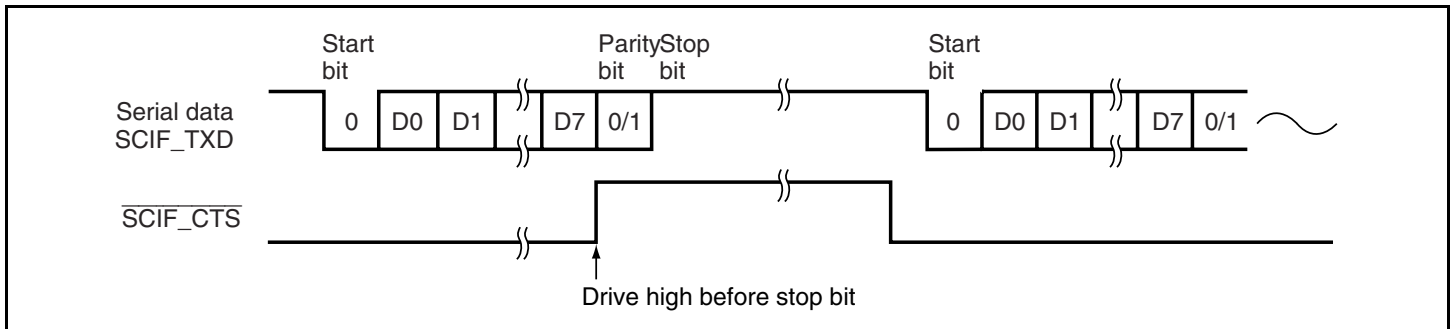 Start bit
Parity bit
Stop bit
Start bit
Serial data
SCIF_TXD
0 D0 D1 D7 0/1 0 D0 D1 D7 0/1
SCIF_CTS
Drive high before stop bit